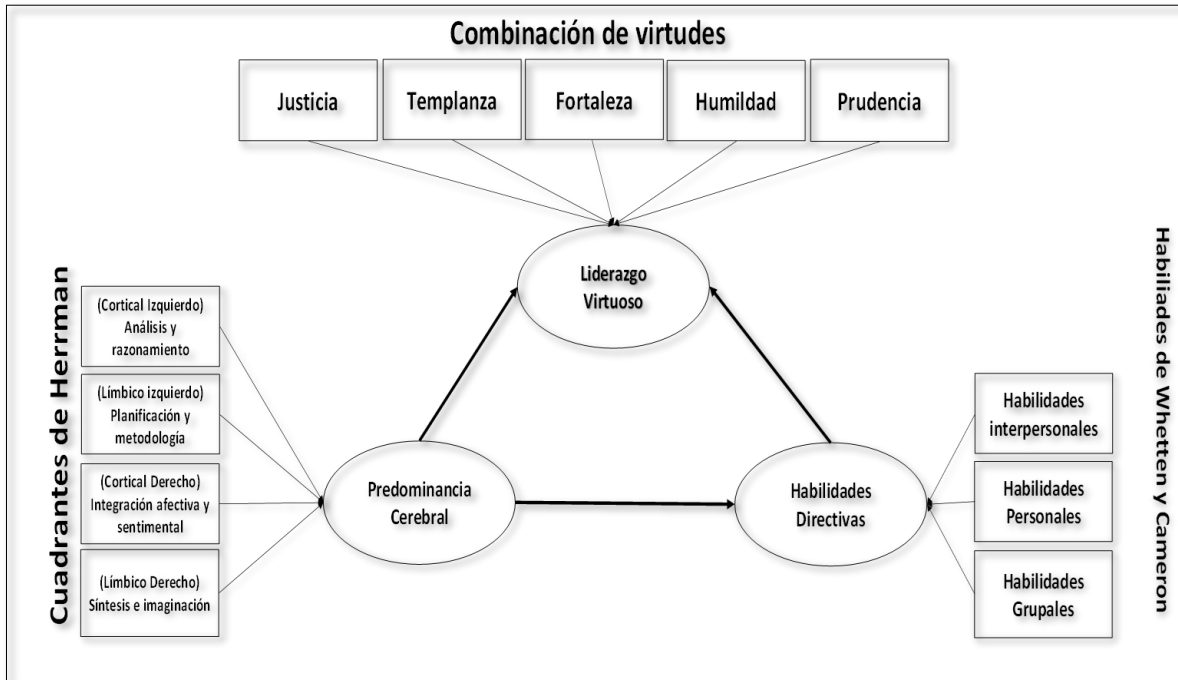 Combinación de virtudes
Justicia
Templanza
Fortaleza
Humildad
Prudencia
Liderazgo
Virtuoso
Cuadrantes de Herrman
(Cortical Izquierdo)
Análisis y
razonamiento
(Límbico izquierdo)
Planificación y
metodología
(Cortical Derecho)
Integración afectiva y
sentimental
(Límbico Derecho)
Síntesis e imaginación
Predominancia
Cerebral
Habilidades
Directivas
Habilidades
interpersonales
Habilidades
Personales
Habilidades
Grupales
Habiliades de Whetten y Cameron